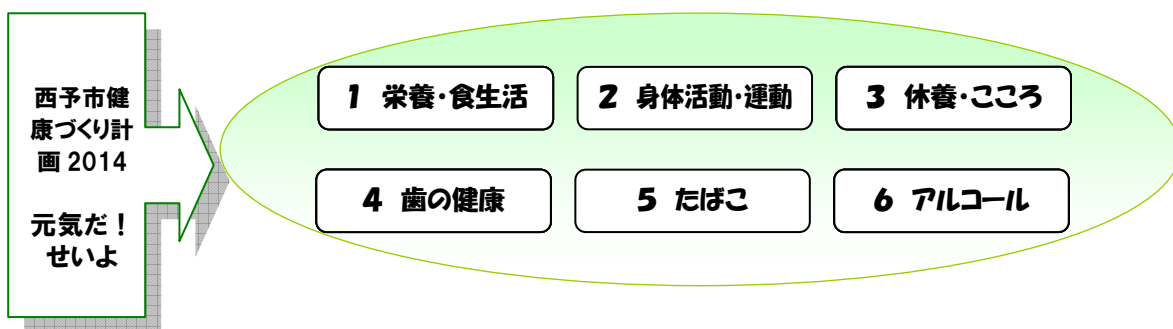 西予市健
康づくり計
画 2014
元気だ！
せいよ
1 栄養・食生活
2 身体活動・運動
3 休養・こころ
4 歯の健康
5 たばこ
6 アルコール